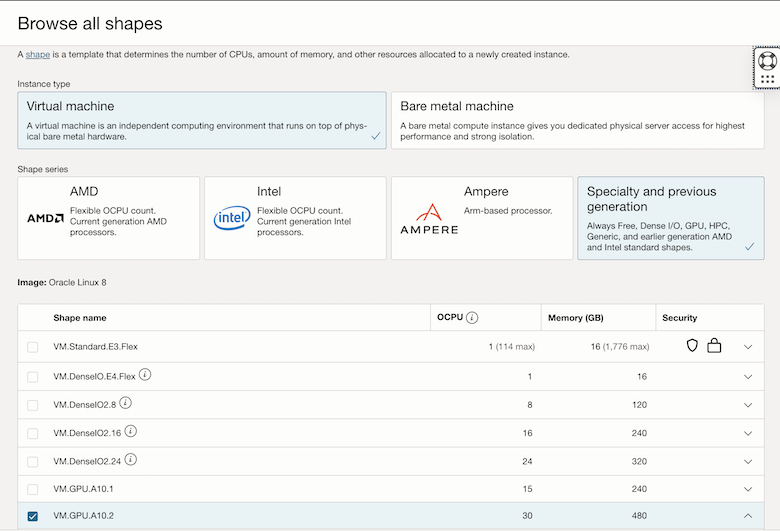 Browse all shapes
A shape is a template that determines the number of CPUs, amount of memory, and other resources allocated to a newly created instance.
Instance type
Virtual machine
A virtual machine is an independent computing environment that runs on top of phys-
ical bare metal hardware.
Bare metal machine
A bare metal compute instance gives you dedicated physical server access for highest
performance and strong isolation.
Shape series
AMD
AMD
Flexible OCPU count.
Current generation AMD
processors.
intel
Intel
Flexible OCPU count.
Current generation Intel
processors.
AMPERE
Ampere
Arm-based processor.
Specialty and previous
generation
Always Free, Dense I/O, GPU, HPC,
Generic, and earlier generation AMD
and Intel standard shapes.
Image: Oracle Linux 8
Shape name OCPU i Memory (GB) Security
VM.Standard.E3.Flex 1 (114 max) 16 (1,776 max)
VM.DenseIO.E4.Flex i 1 16
VM.DenseIO2.8 i 8 120
VM.DenseIO2.16 i 16 240
VM.DenseIO2.24 i 24 320
VM.GPU.A10.1 15 240
VM.GPU.A10.2 30 480